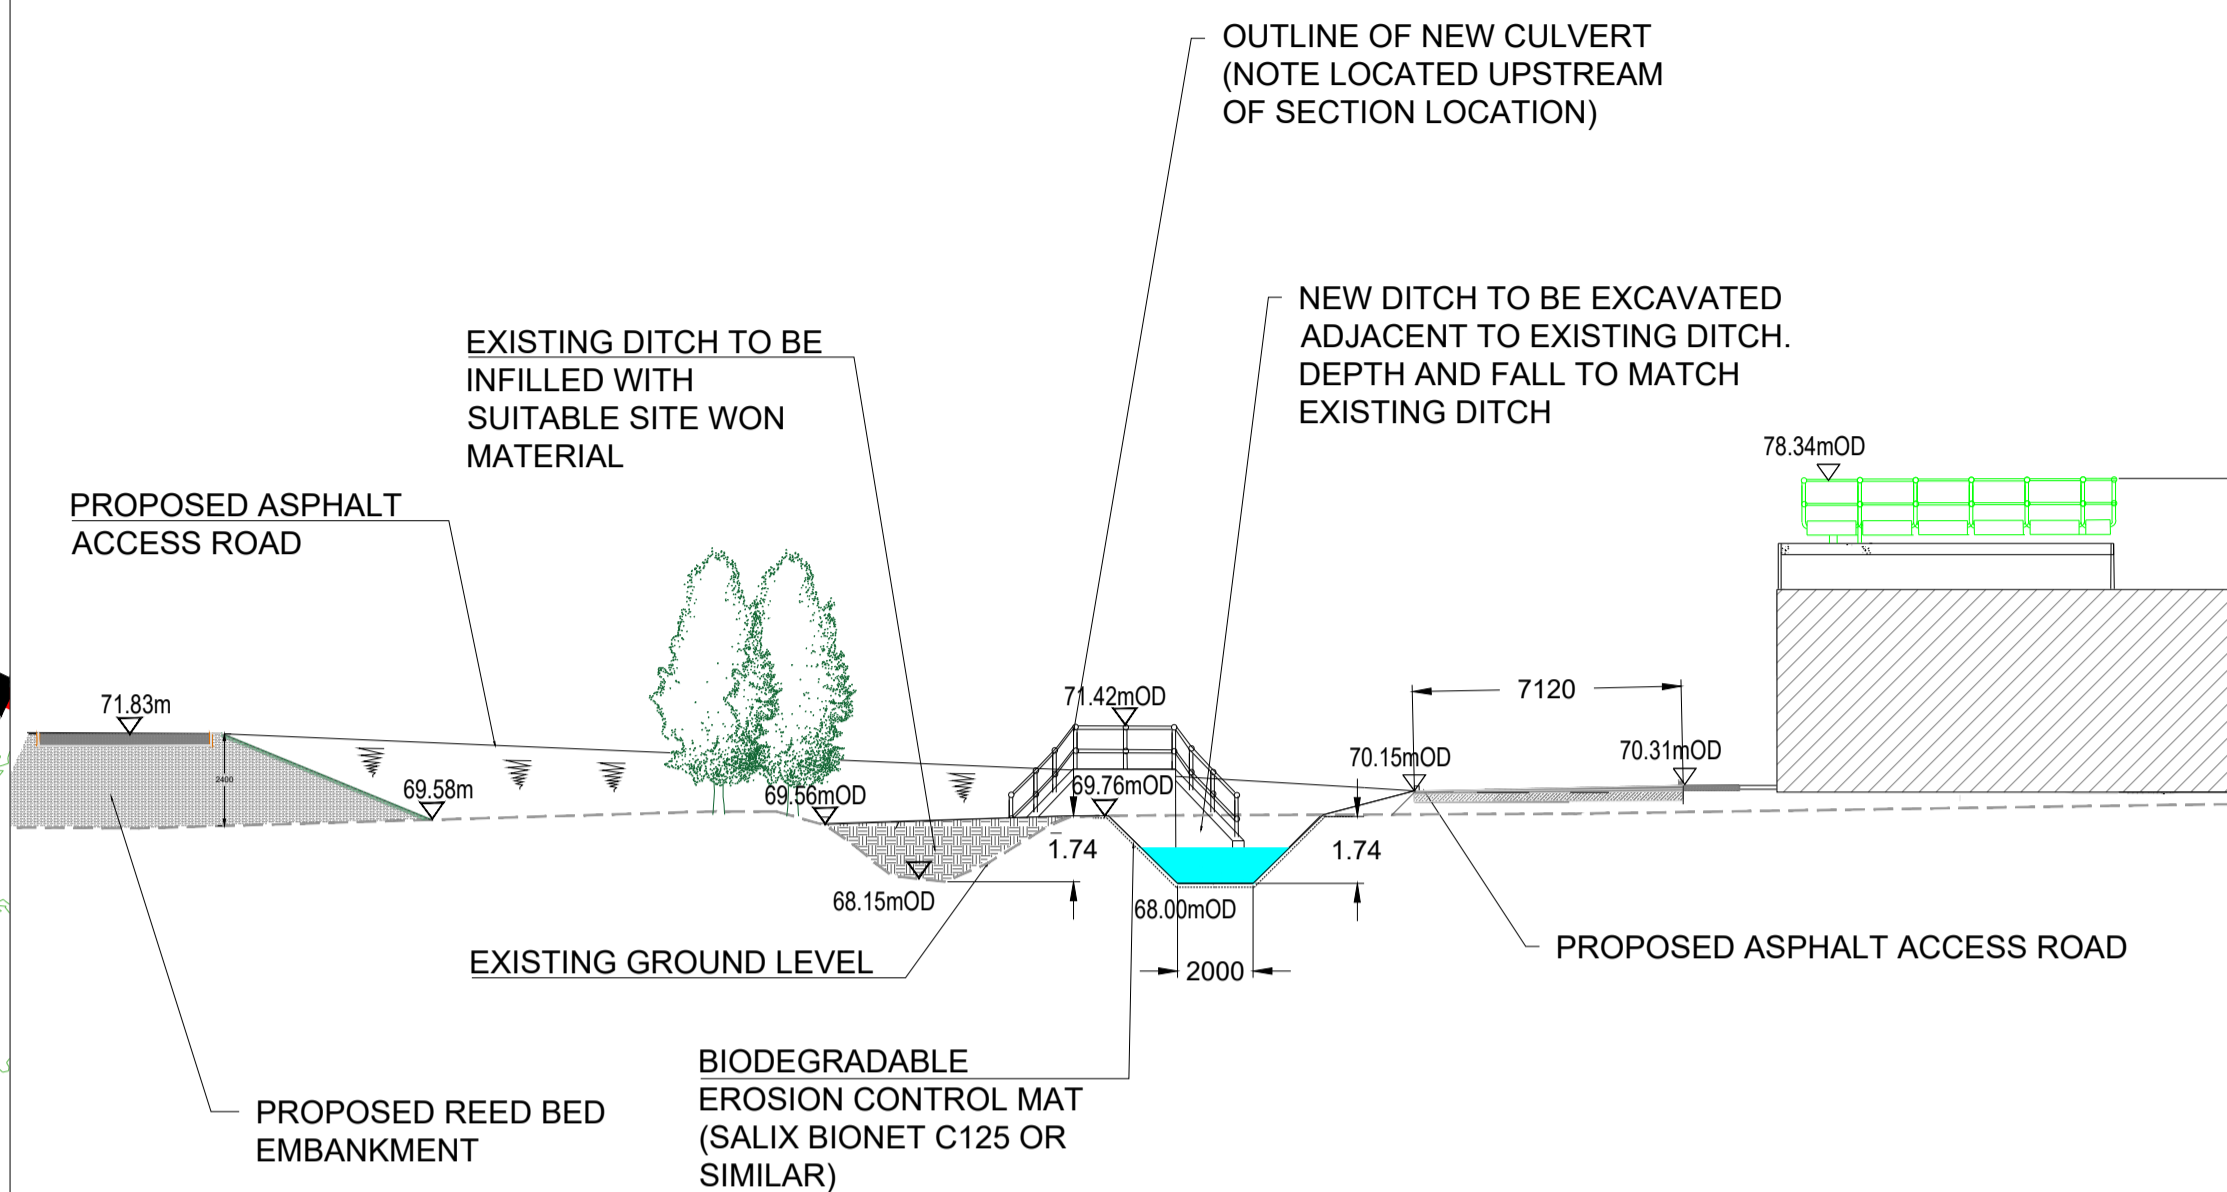 OUTLINE OF NEW CULVERT
(NOTE LOCATED UPSTREAM
OF SECTION LOCATION)
NEW DITCH TO BE EXCAVATED
ADJACENT TO EXISTING DITCH.
DEPTH AND FALL TO MATCH
EXISTING DITCH
EXISTING DITCH TO BE
INFILLED WITH
SUITABLE SITE WON
MATERIAL
78.34mOD
PROPOSED ASPHALT
ACCESS ROAD
71.83m
71.42mOD
7120
70.15mOD
70.31mOD
2400
69.58m
69.56mOD
69.76mOD
1.74
1.74
68.15mOD
68.00mOD
EXISTING GROUND LEVEL
2000
PROPOSED ASPHALT ACCESS ROAD
BIODEGRADABLE
EROSION CONTROL MAT
(SALIX BIONET C125 OR
SIMILAR)
PROPOSED REED BED
EMBANKMENT